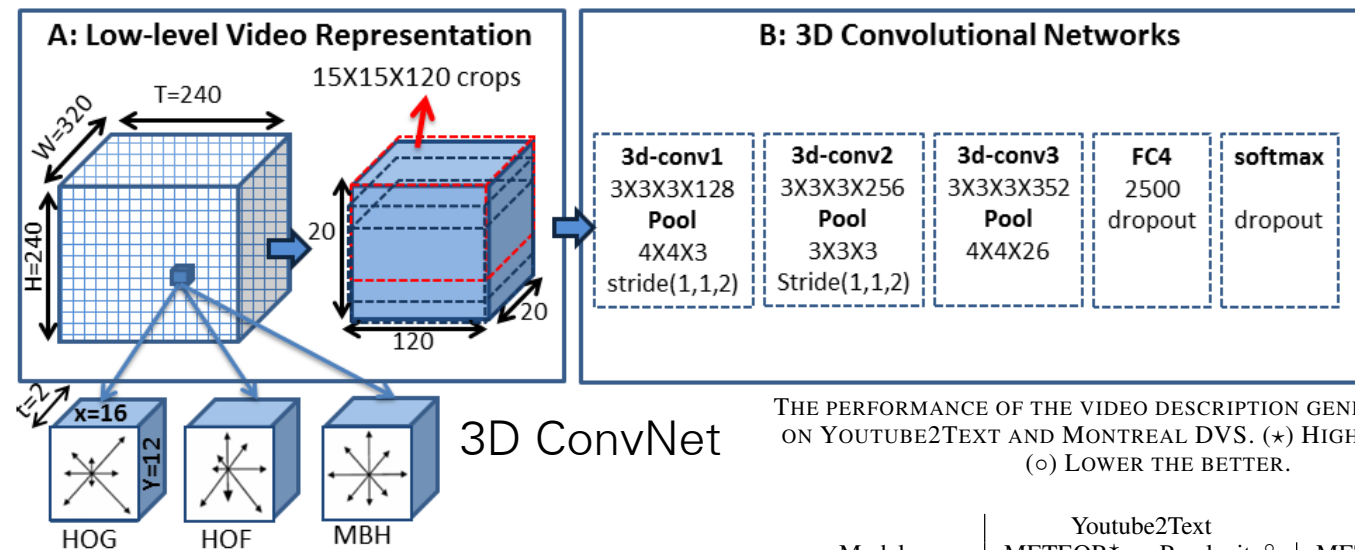 A: Low-level Video Representation
15X15X120 crops
T=240
W=320
H=240
20
120
20
t=2
x=16
Y=12
HOG
HOF
MBH
B: 3D Convolutional Networks
3d-conv1
3X3X3X128
Pool
4X4X3
stride(1,1,2)
3d-conv2
3X3X3X256
Pool
3X3X3
Stride(1,1,2)
3d-conv3
3X3X3X352
Pool
4X4X26
FC4
2500
dropout
softmax
dropout
3D ConvNet
THE PERFORMANCE OF THE VIDEO DESCRIPTION GENE
ON YOUTUBE2TEXT AND MONTREAL DVS. (⋆) HIGH
(○) LOWER THE BETTER.
Youtube2Text